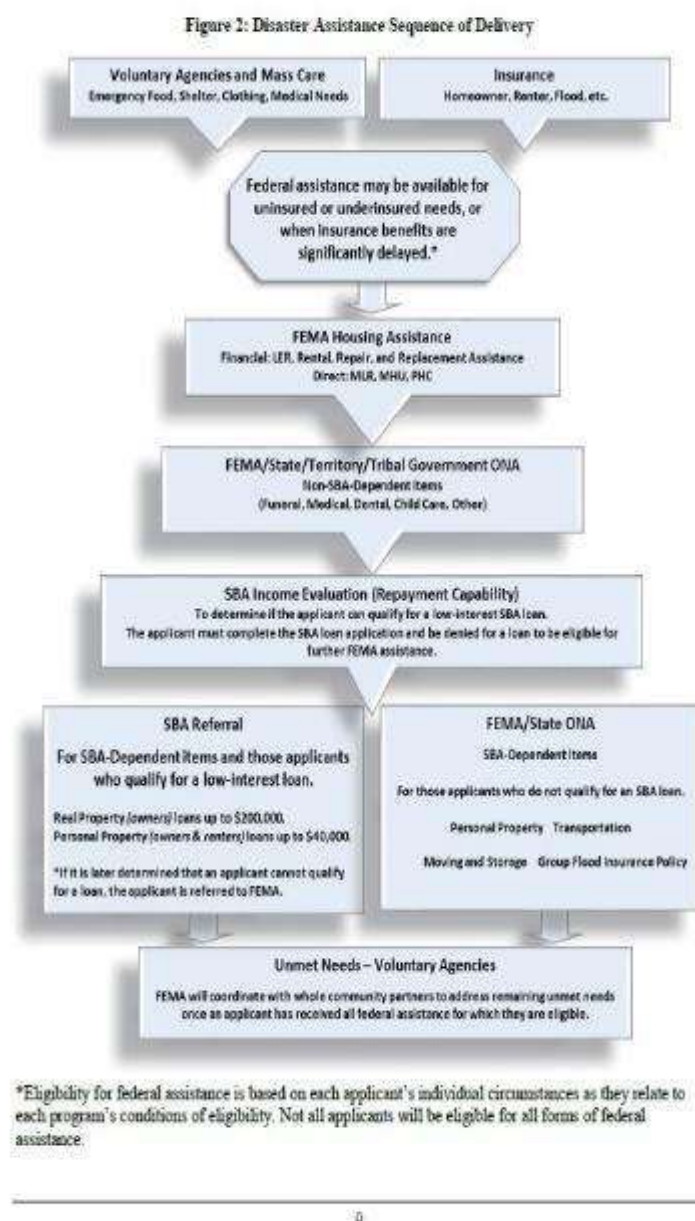 Figure 2: Disaster Assistance Sequence of Delivery
Voluntary Agencies and Mass Care
Emergency Food, Shelter, Clothing, Medical Needs
Insurance
Homeowner, Renter, Flood, etc.
Federal assistance may be available for
uninsured or underinsured needs, or
when insurance benefits are
significantly delayed.*
FEMA Housing Assistance
Financial: LER, Rental, Repair, and Replacement Assistance
Direct: MLR, MHU, PHC
FEMA/State/Territory/Tribal Government ONA
Non-SBA-Dependent Items
(Funeral, Medical, Dental, Child Care, Other)
SBA Income Evaluation (Repayment Capability)
To determine if the applicant can qualify for a low-interest SBA loan.
The applicant must complete the SBA loan application and be denied for a loan to be eligible for
further FEMA assistance.
SBA Referral
For SBA-Dependent items and those applicants
who qualify for a low-interest loan.
Real Property (owners) loans up to $200,000.
Personal Property (owners & renters) loans up to $40,000.
*If it is later determined that an applicant cannot qualify
for a loan, the applicant is referred to FEMA.
FEMA/State ONA
SBA-Dependent Items
For those applicants who do not qualify for an SBA loan.
Personal Property Transportation
Moving and Storage Group Flood Insurance Policy
Unmet Needs – Voluntary Agencies
FEMA will coordinate with whole community partners to address remaining unmet needs
once an applicant has received all federal assistance for which they are eligible.
*Eligibility for federal assistance is based on each applicant's individual circumstances as they relate to
each program's conditions of eligibility. Not all applicants will be eligible for all forms of federal
assistance.
9